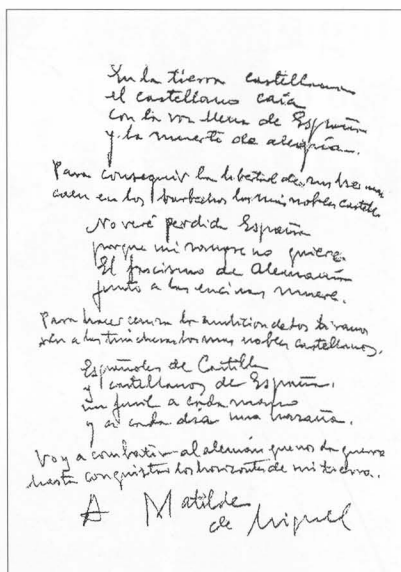 En la tierra castellana
el castellano caía
con la voz llena de España
y la muerte de alegría.
Para conseguir la libertad de sus
caen en los barbechos los más nobles
No veré perdida España
porque mi sangre no quiere.
El fascismo de Alemania
junto a las encinas muere.
Para hacer ceniza la ambición de los tiranos
van a las trincheras los más nobles castellanos.
Españoles de Castilla
y castellanos de España,
un fusil a cada mano
y a cada día una hazaña.
Voy a combatir al alemán que nos da guerra
hasta conquistar los horizontes de mi tierra.
A Matilde
de Miguel